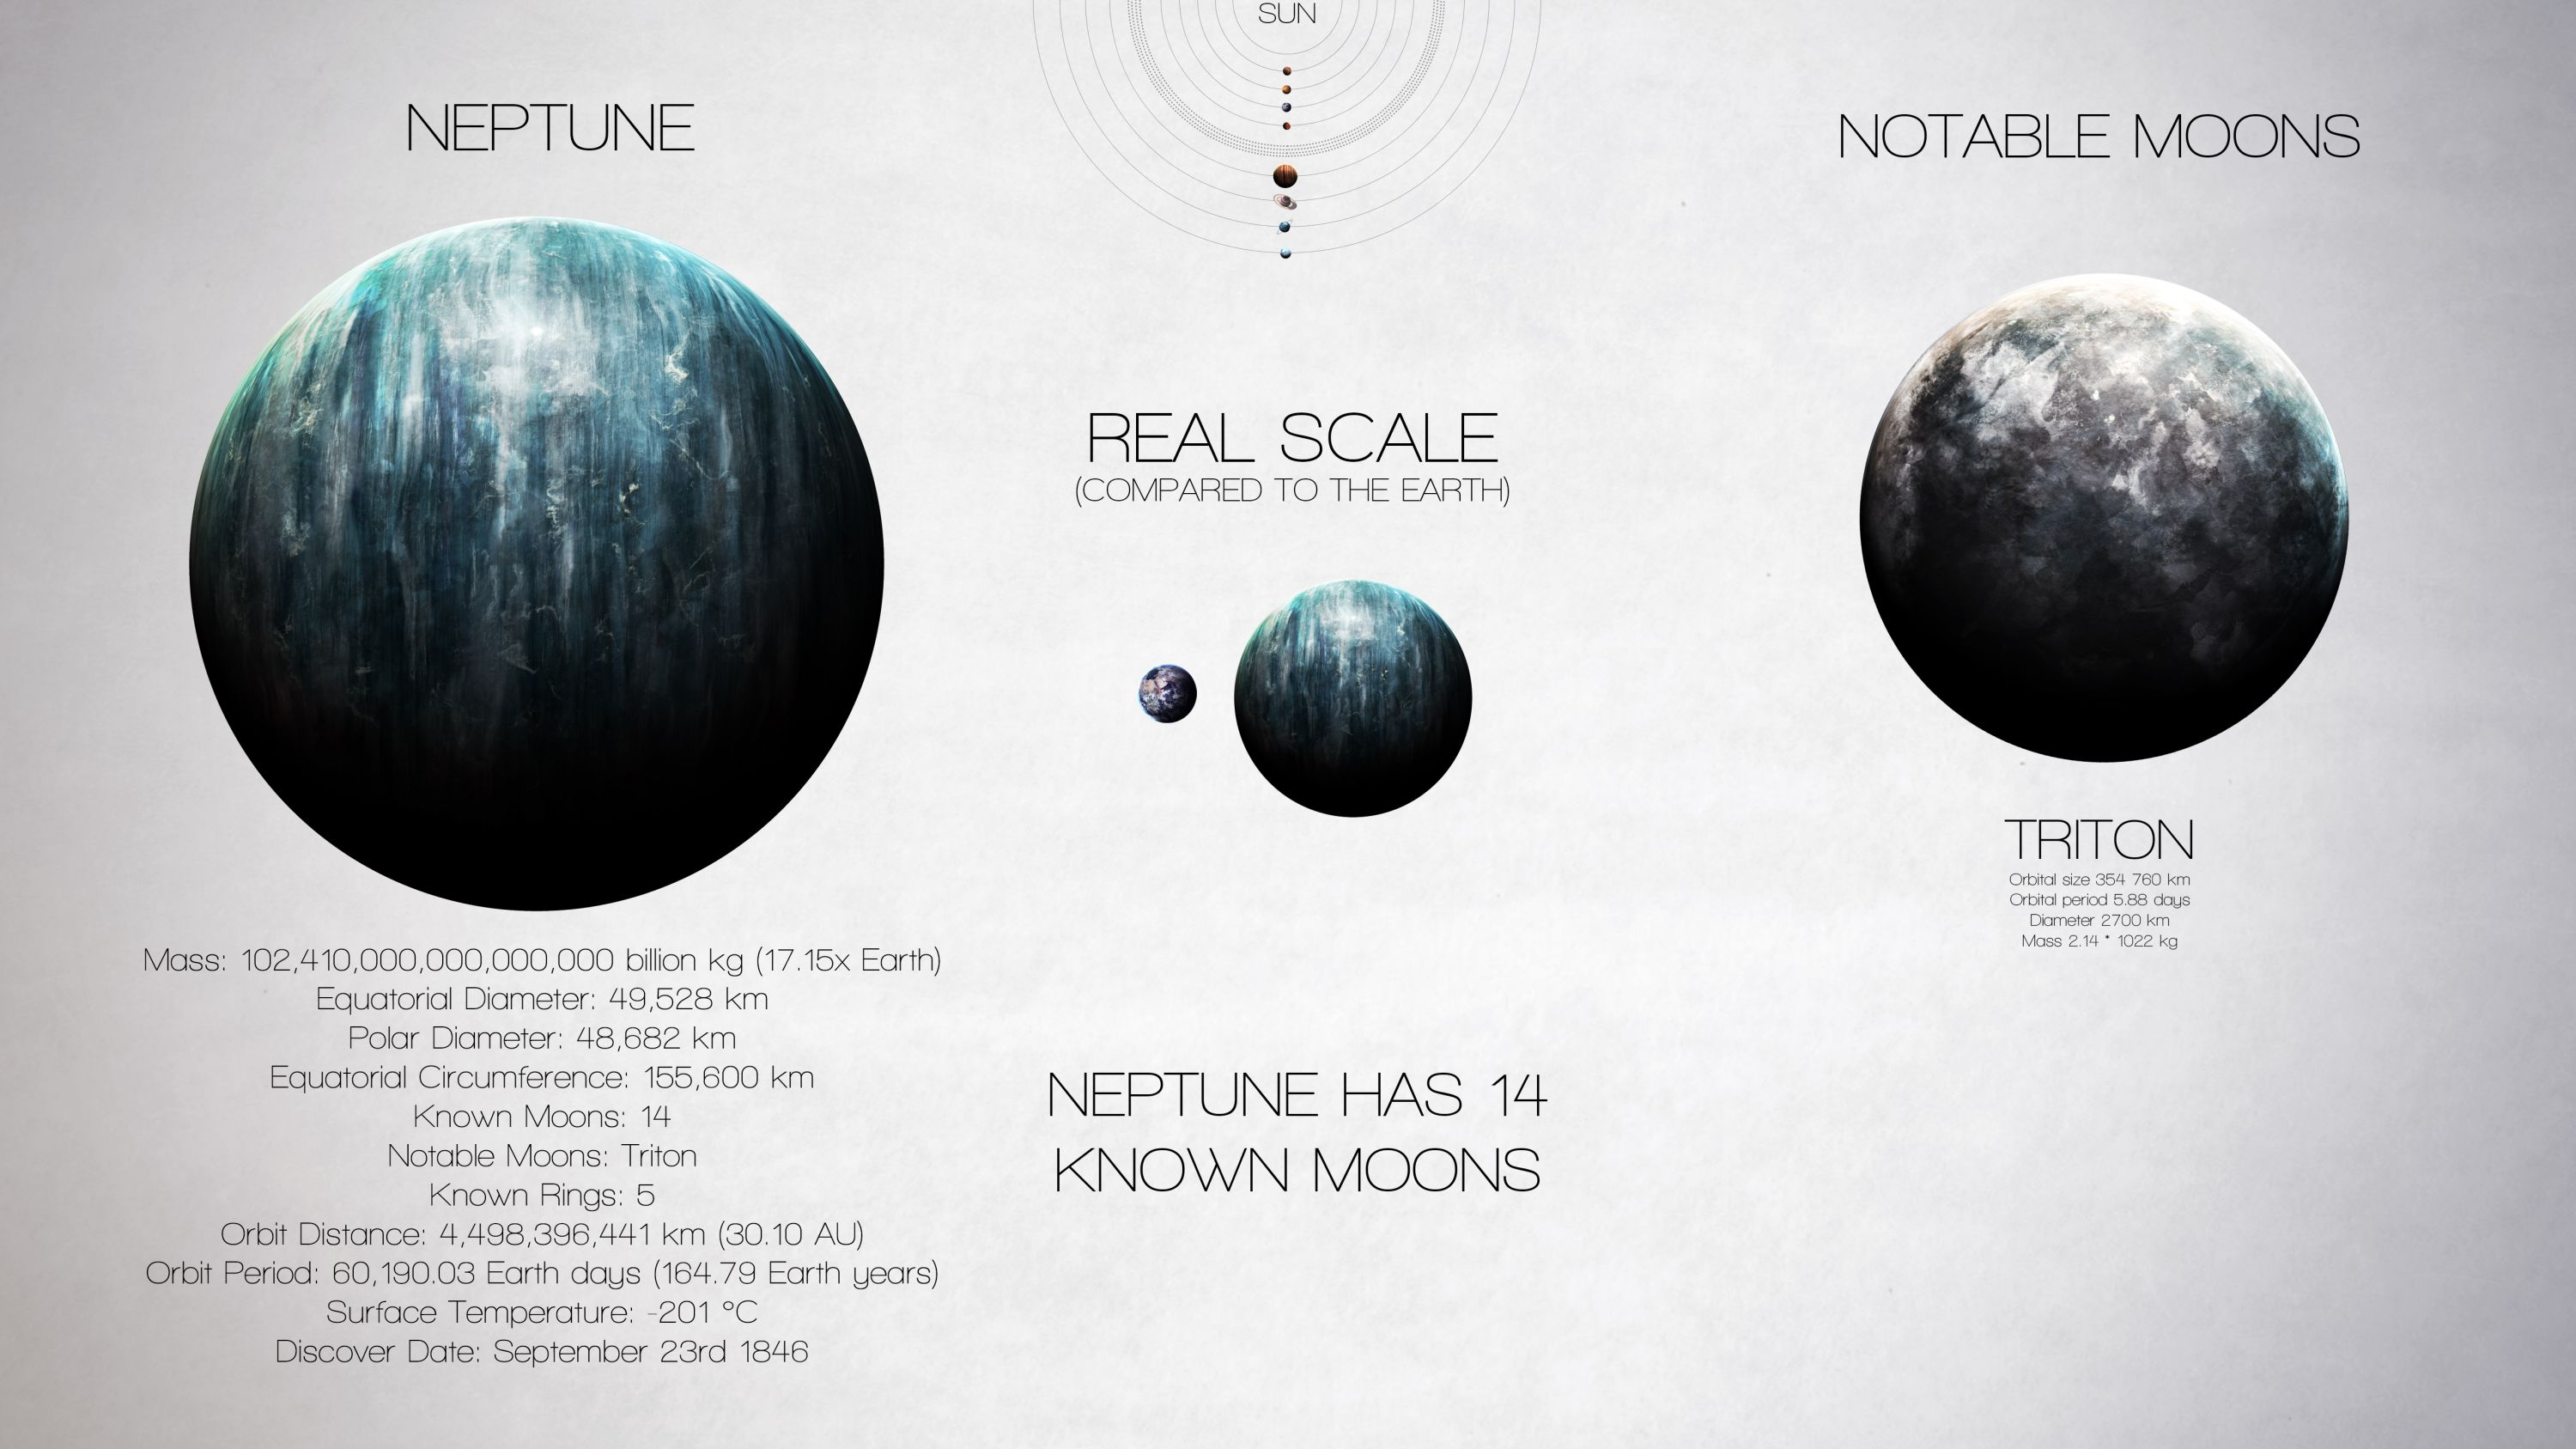 SUN
NEPTUNE
Mass: 102,410,000,000,000,000 billion kg (17.15x Earth)
Equatorial Diameter: 49,528 km
Polar Diameter: 48,682 km
Equatorial Circumference: 155,600 km
Known Moons: 14
Notable Moons: Triton
Known Rings: 5
Orbit Distance: 4,498,396,441 km (30.10 AU)
Orbit Period: 60,190.03 Earth days (164.79 Earth years)
Surface Temperature: -201 °C
Discover Date: September 23rd 1846
REAL SCALE
(COMPARED TO THE EARTH)
NEPTUNE HAS 14
KNOWN MOONS
NOTABLE MOONS
TRITON
Orbital size 354 760 km
Orbital period 5.88 days
Diameter 2700 km
Mass 2.14 * 1022 kg